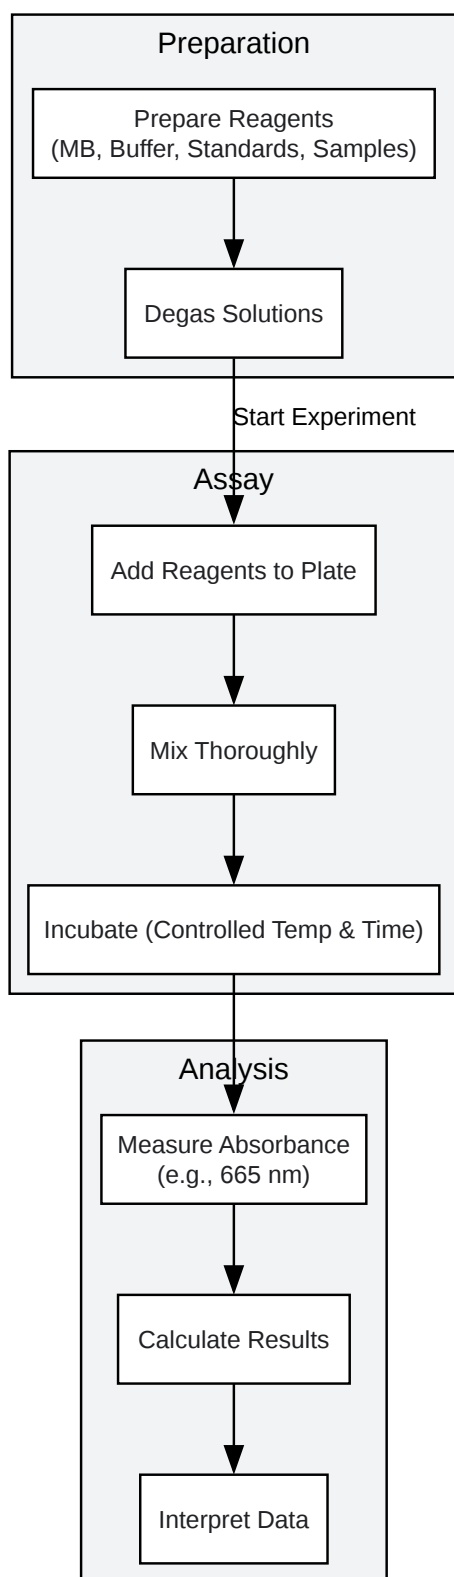 Preparation
Prepare Reagents
(MB, Buffer, Standards, Samples)
Degas Solutions
Start Experiment
Assay
Add Reagents to Plate
Mix Thoroughly
Incubate (Controlled Temp & Time)
Analysis
Measure Absorbance
(e.g., 665 nm)
Calculate Results
Interpret Data